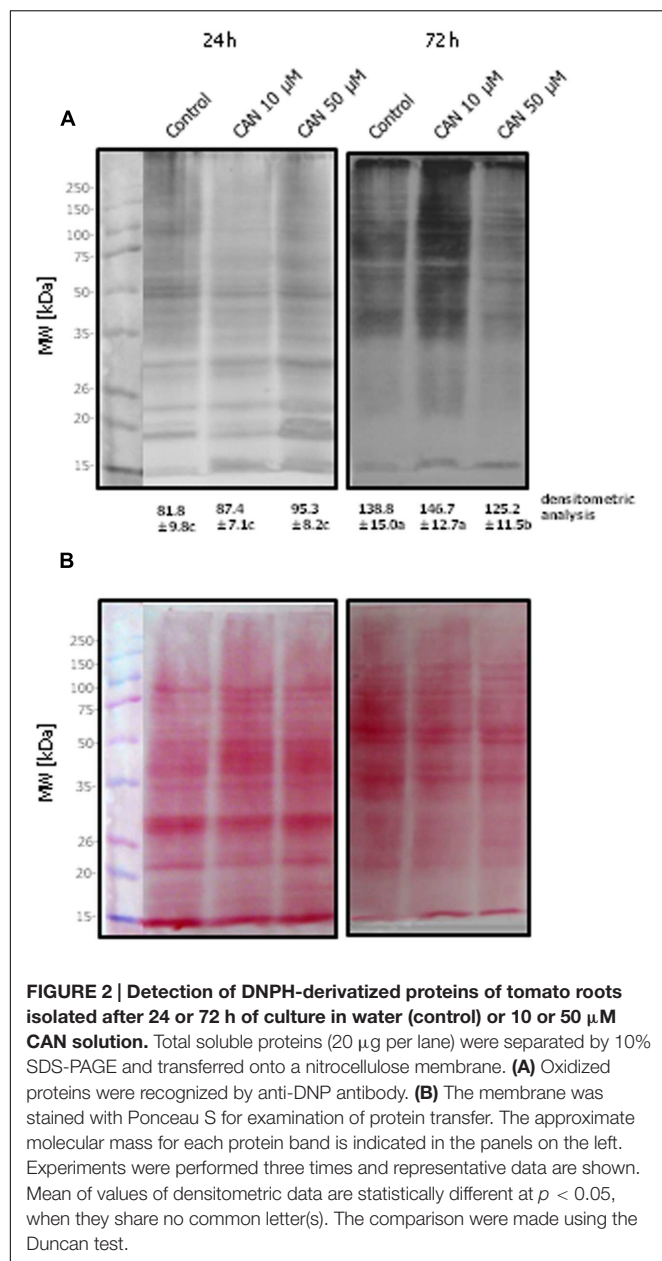 24 h 72 h
Control CAN 10 µM CAN 50 µM Control CAN 10 µM CAN 50 µM
A
250-
150-
100-
75-
50-
35-
26-
20-
15-
MW [kDa]
81.8 87.4 95.3 138.8 146.7 125.2 densitometric
±9.8c ±7.1c ±8.2c ±15.0a ±12.7a ±11.5b analysis
B
250-
150-
100-
75-
50-
35-
26-
20-
15-
MW [kDa]
FIGURE 2 | Detection of DNPH-derivatized proteins of tomato roots
isolated after 24 or 72 h of culture in water (control) or 10 or 50 µM
CAN solution. Total soluble proteins (20 µg per lane) were separated by 10%
SDS-PAGE and transferred onto a nitrocellulose membrane. (A) Oxidized
proteins were recognized by anti-DNP antibody. (B) The membrane was
stained with Ponceau S for examination of protein transfer. The approximate
molecular mass for each protein band is indicated in the panels on the left.
Experiments were performed three times and representative data are shown.
Mean of values of densitometric data are statistically different at p < 0.05,
when they share no common letter(s). The comparison were made using the
Duncan test.